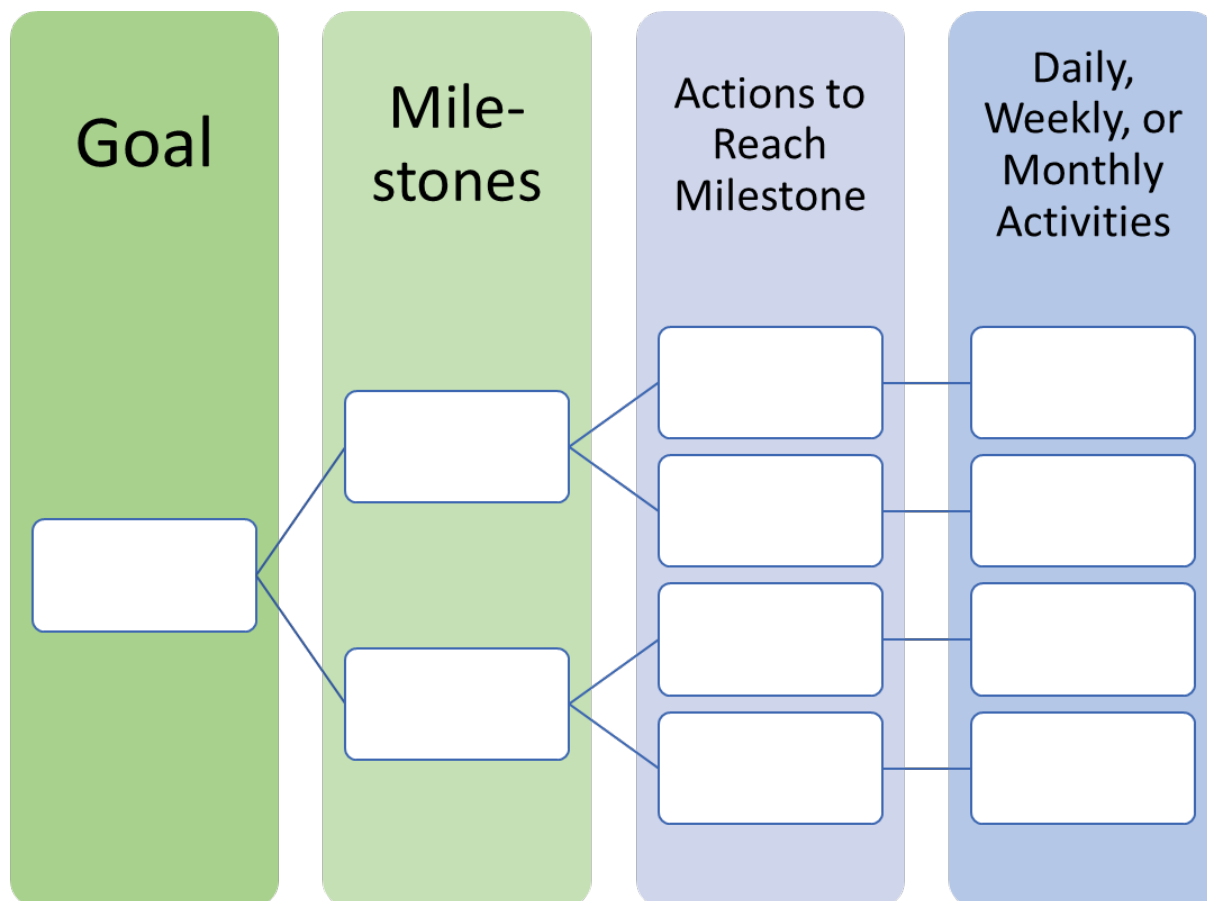 Goal
Mile-
stones
Actions to
Reach
Milestone
Daily,
Weekly, or
Monthly
Activities